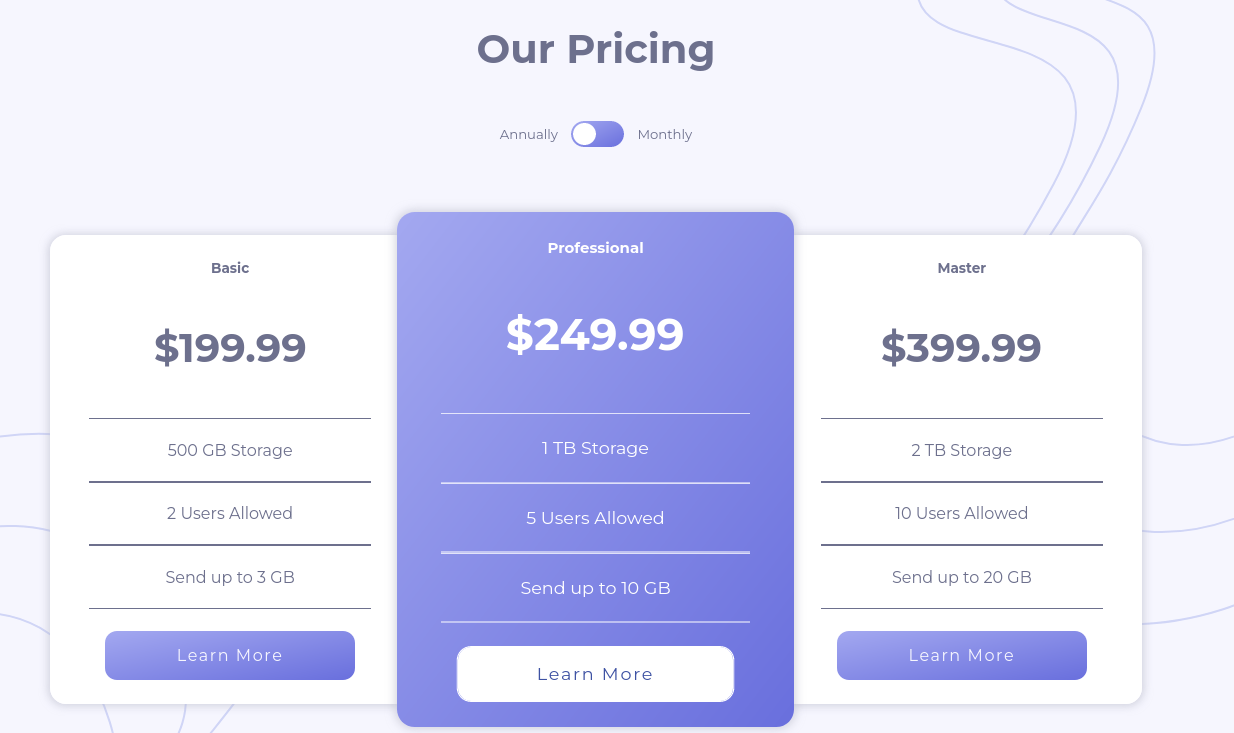 Our Pricing
Annually
Monthly
Basic
$199.99
500 GB Storage
2 Users Allowed
Send up to 3 GB
Learn More
Professional
$249.99
1 TB Storage
5 Users Allowed
Send up to 10 GB
Learn More
Master
$399.99
2 TB Storage
10 Users Allowed
Send up to 20 GB
Learn More